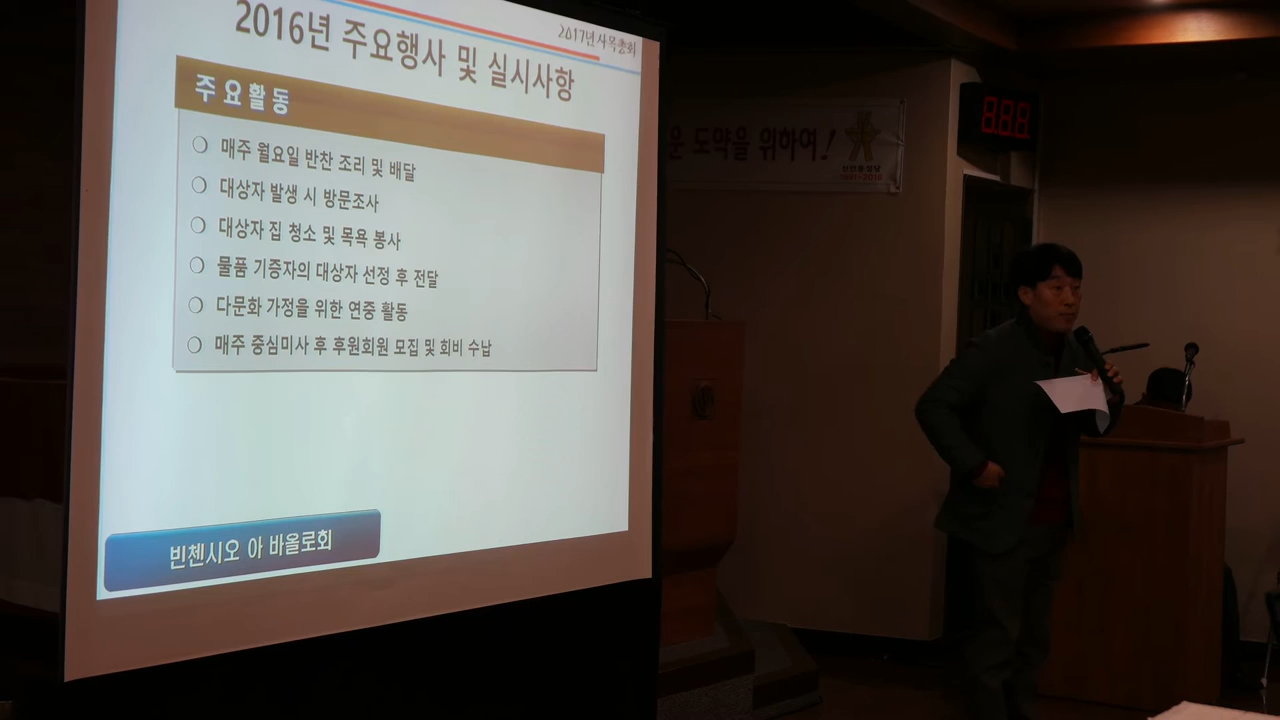 2017년 사목총회
2016년 주요행사 및 실시사항
주요활동
❍ 매주 월요일 반찬 조리 및 배달
❍ 대상자 발생 시 방문조사
❍ 대상자 집 청소 및 목욕 봉사
❍ 물품 기증자의 대상자 선정 후 전달
❍ 다문화 가정을 위한 연중 활동
❍ 매주 중심미사 후 후원회원 모집 및 회비 수납
빈첸시오 아 바올로회
운 도약을 위하여!
888